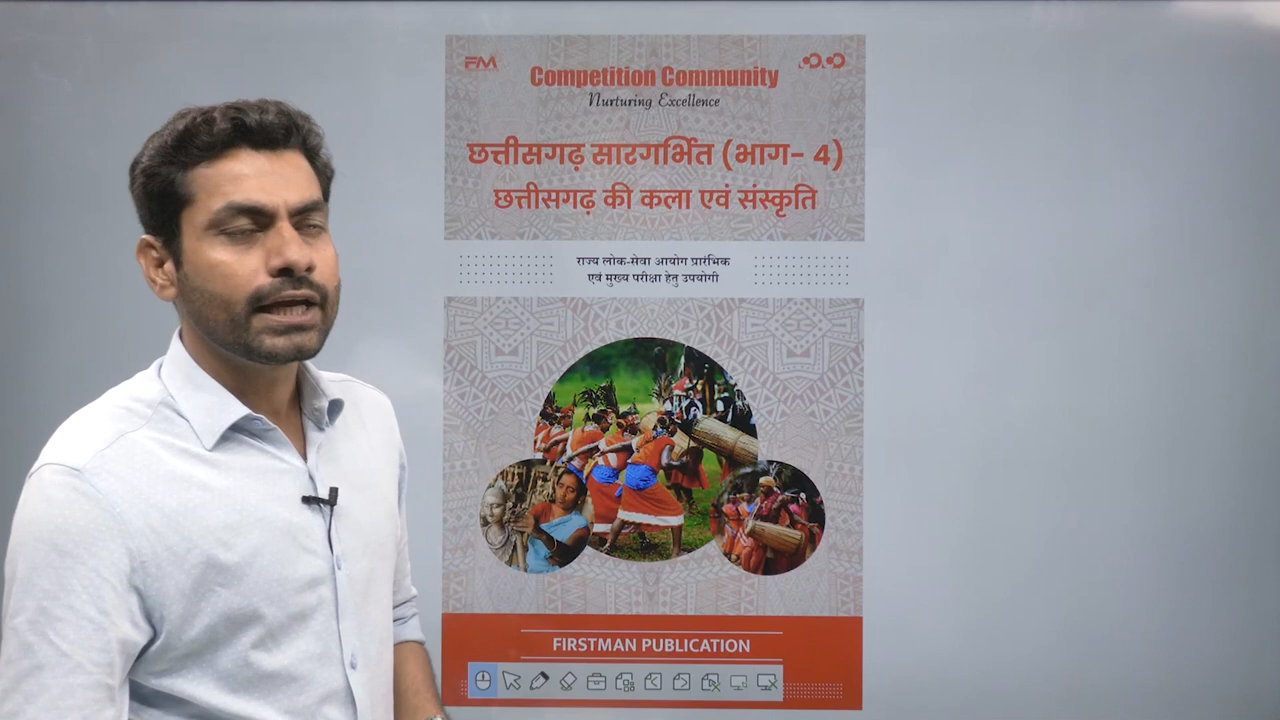 FM
Competition Community
Nurturing Excellence
छत्तीसगढ़ सारगर्भित (भाग- 4)
छत्तीसगढ़ की कला एवं संस्कृति
राज्य लोक-सेवा आयोग प्रारंभिक
एवं मुख्य परीक्षा हेतु उपयोगी
FIRSTMAN PUBLICATION